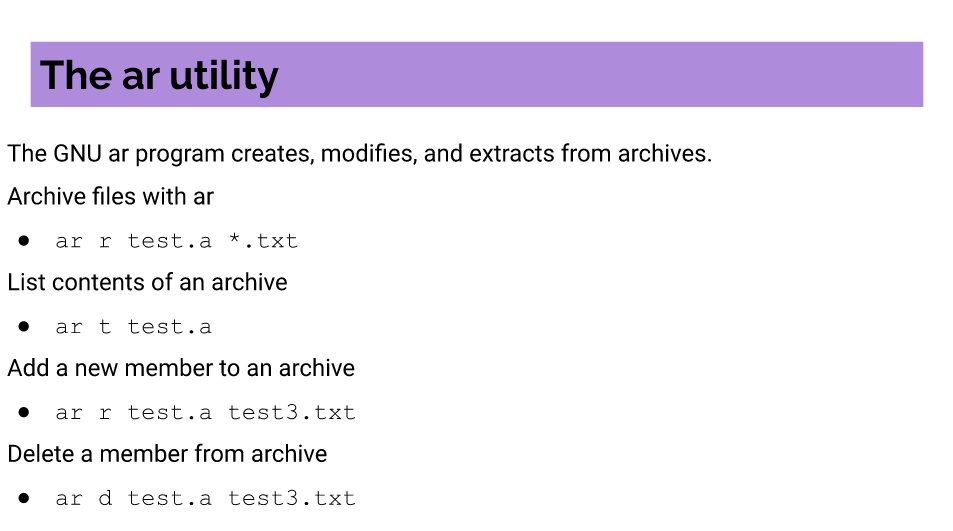 The ar utility
The GNU ar program creates, modifies, and extracts from archives.
Archive files with ar
● ar r test.a *.txt
List contents of an archive
● ar t test.a
Add a new member to an archive
● ar r test.a test3.txt
Delete a member from archive
● ar d test.a test3.txt